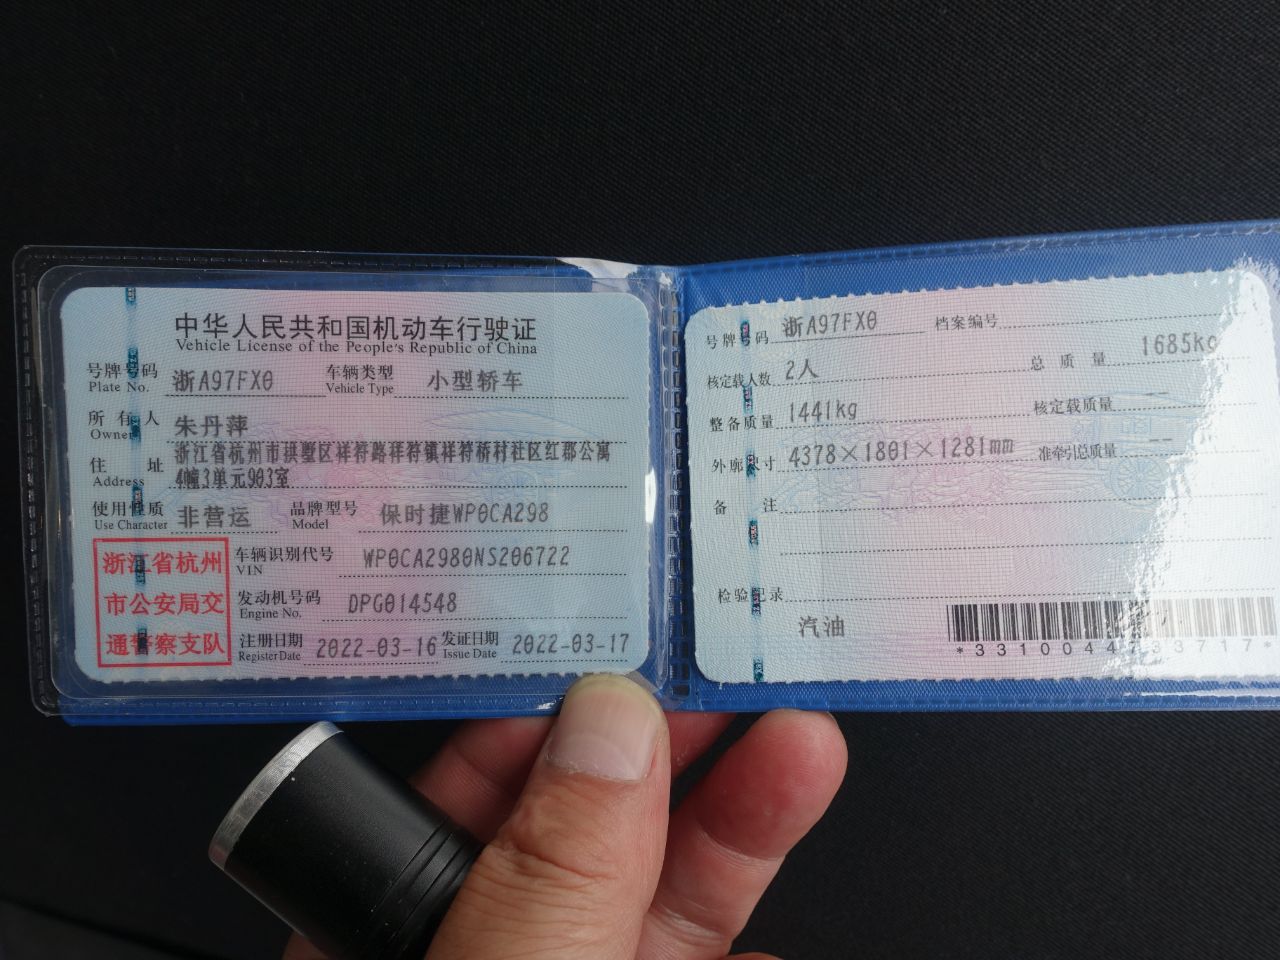 中华人民共和国机动车行驶证
Vehicle License of the People's Republic of China
号牌号码 浙A97FX0 车辆类型 小型轿车
Plate No. Vehicle Type
所有人 朱丹萍
Owner
住址 浙江省杭州市拱墅区祥符路祥符镇祥符桥村社区红郡公寓
Address 4幢3单元903室
使用性质 非营运 品牌型号 保时捷WP0CA298
Use Character Model
浙江省杭州
市公安局交
通警察支队
车辆识别代号 WP0CA2980NS206722
VIN
发动机号码 DPG014548
Engine No.
注册日期 2022-03-16 发证日期 2022-03-17
Register Date Issue Date
号牌号码 浙A97FX0 档案编号
核定载人数 2人 总质量 1685kg
整备质量 1441kg 核定载质量 --
外廓尺寸 4378×1801×1281mm 准牵引总质量 --
备注
检验记录
汽油